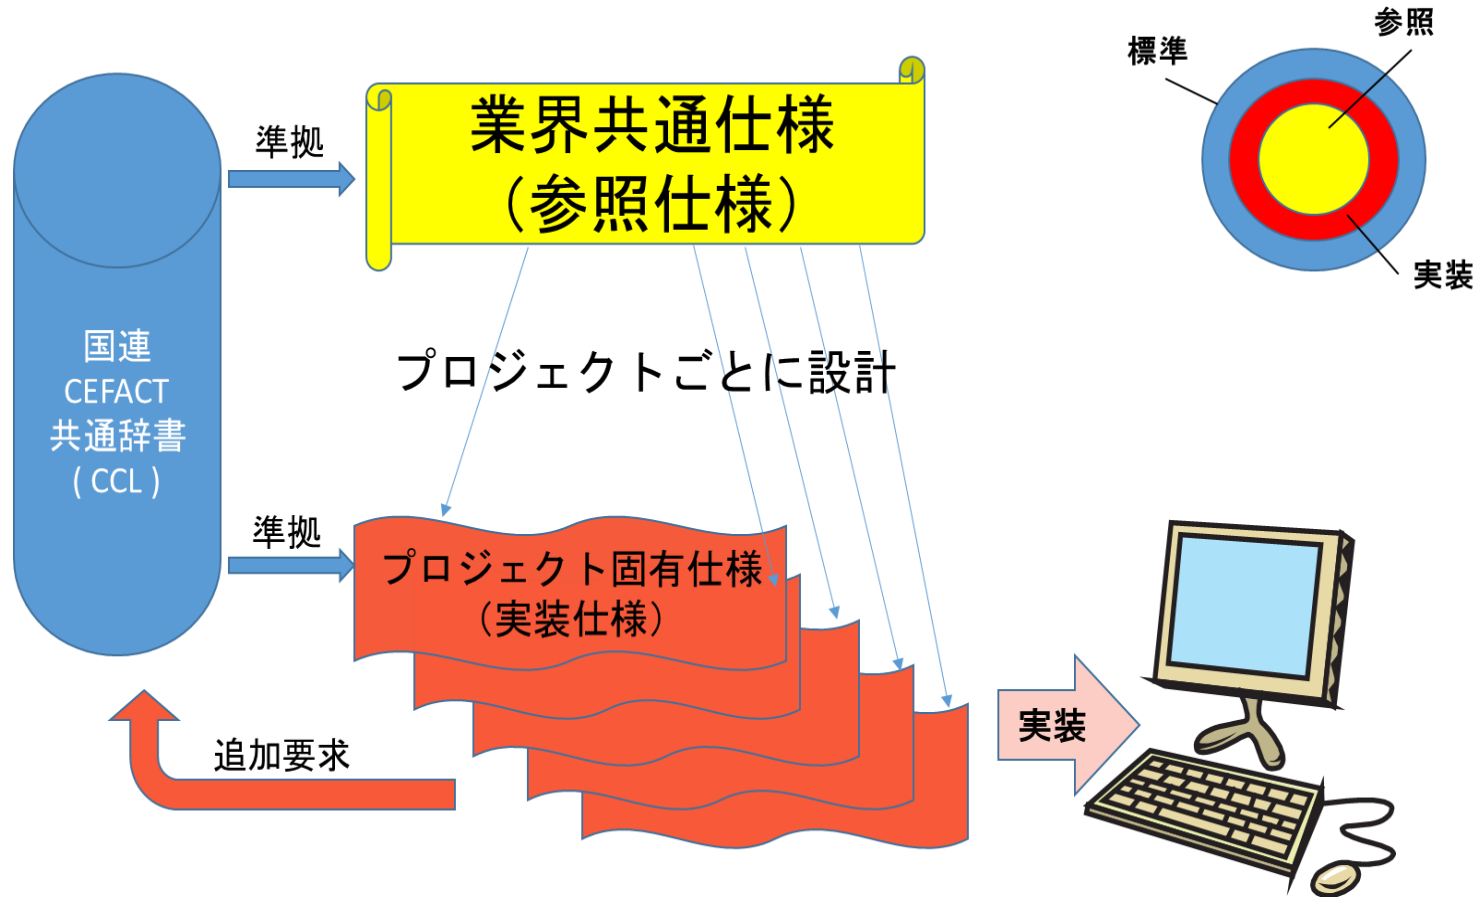 標準
参照
実装
業界共通仕様
（参照仕様）
準拠
国連
CEFACT
共通辞書
( CCL )
プロジェクトごとに設計
準拠
プロジェクト固有仕様
（実装仕様）
追加要求
実装